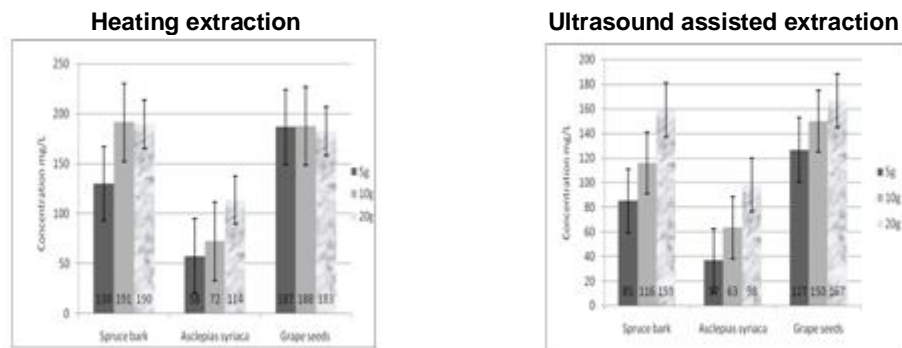 Heating extraction
Ultrasound assisted extraction
250
200
150
100
50
0
Concentration mg/L
191 190
72 114
187 188 183
Spruce bark Asclepias syriaca Grape seeds
5g
10g
20g
200
180
160
140
120
100
80
60
40
20
0
Concentration mg/L
85 116 159
63 98
127 150 167
Spruce bark Asclepias syriaca Grape seeds
5g
10g
20g